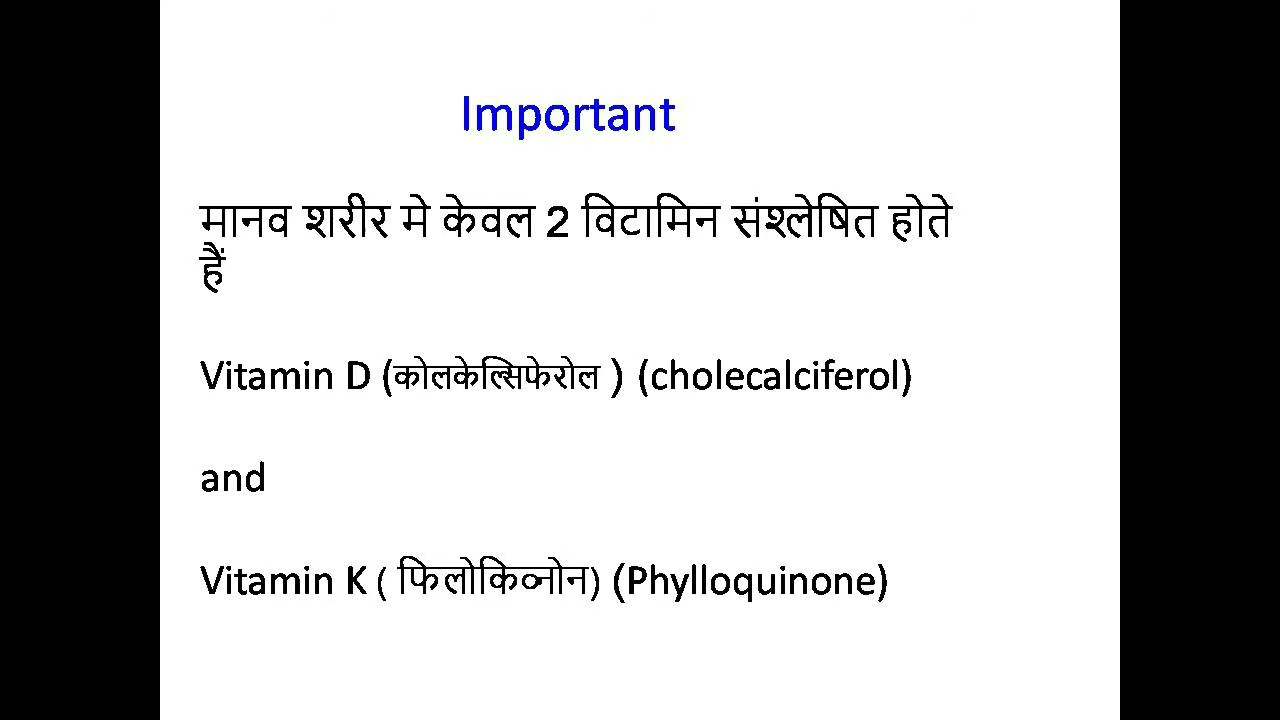 Important
मानव शरीर मे केवल 2 विटामिन संश्लेषित होते
हैं
Vitamin D (कोलकेल्सिफेरोल ) (cholecalciferol)
and
Vitamin K ( फिलोकिव्नोन) (Phylloquinone)